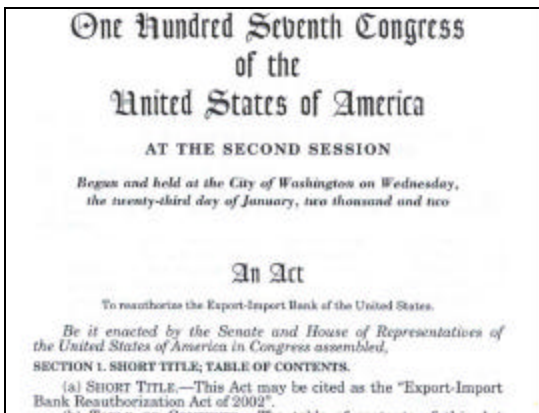 One Hundred Seventh Congress
of the
United States of America
AT THE SECOND SESSION
Begun and held at the City of Washington on Wednesday,
the twenty-third day of January, two thousand and two
An Act
To reauthorize the Export-Import Bank of the United States.
Be it enacted by the Senate and House of Representatives of
the United States of America in Congress assembled,
SECTION 1. SHORT TITLE; TABLE OF CONTENTS.
(a) SHORT TITLE.—This Act may be cited as the "Export-Import
Bank Reauthorization Act of 2002".